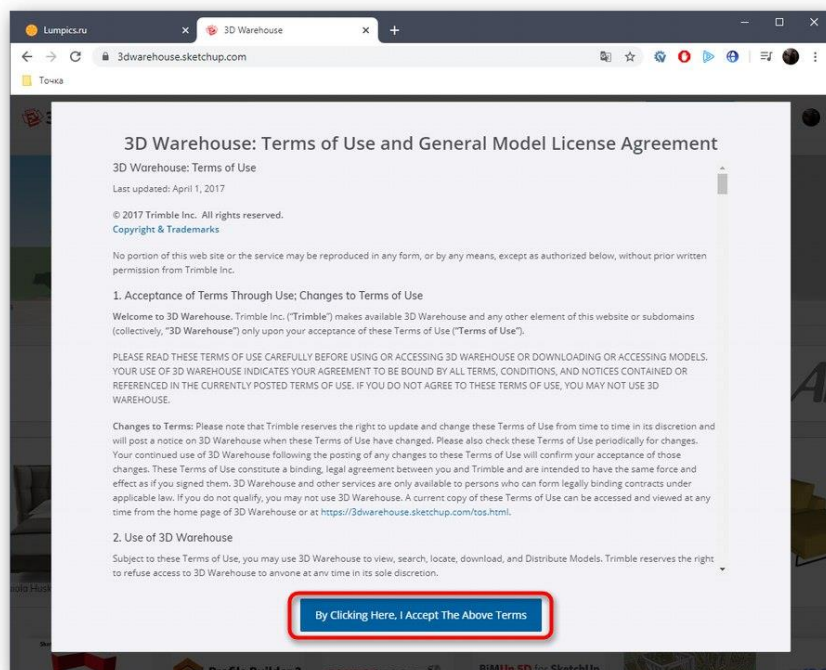 Lumpics.ru
3D Warehouse
3dwarehouse.sketchup.com
Точка
3D Warehouse: Terms of Use and General Model License Agreement
3D Warehouse: Terms of Use
Last updated: April 1, 2017
© 2017 Trimble Inc. All rights reserved.
Copyright & Trademarks
No portion of this web site or the service may be reproduced in any form, or by any means, except as authorized below, without prior written
permission from Trimble Inc.
1. Acceptance of Terms Through Use; Changes to Terms of Use
Welcome to 3D Warehouse. Trimble Inc. ("Trimble") makes available 3D Warehouse and any other element of this website or subdomains
(collectively, "3D Warehouse") only upon your acceptance of these Terms of Use ("Terms of Use").
PLEASE READ THESE TERMS OF USE CAREFULLY BEFORE USING OR ACCESSING 3D WAREHOUSE OR DOWNLOADING OR ACCESSING MODELS.
YOUR USE OF 3D WAREHOUSE INDICATES YOUR AGREEMENT TO BE BOUND BY ALL TERMS, CONDITIONS, AND NOTICES CONTAINED OR
REFERENCED IN THE CURRENTLY POSTED TERMS OF USE. IF YOU DO NOT AGREE TO THESE TERMS OF USE, YOU MAY NOT USE 3D
WAREHOUSE.
Changes to Terms: Please note that Trimble reserves the right to update and change these Terms of Use from time to time in its discretion and
will post a notice on 3D Warehouse when these Terms of Use have changed. Please also check these Terms of Use periodically for changes.
Your continued use of 3D Warehouse following the posting of any changes to these Terms of Use will confirm your acceptance of those
changes. These Terms of Use constitute a binding, legal agreement between you and Trimble and are intended to have the same force and
effect as if you signed them. 3D Warehouse and other services are only available to persons who can form legally binding contracts under
applicable law. If you do not qualify, you may not use 3D Warehouse. A current copy of these Terms of Use can be accessed and viewed at any
time from the home page of 3D Warehouse or at https://3dwarehouse.sketchup.com/tos.html.
2. Use of 3D Warehouse
Subject to these Terms of Use, you may use 3D Warehouse to view, search, locate, download, and Distribute Models. Trimble reserves the right
to refuse access to 3D Warehouse to anyone at any time in its sole discretion.
By Clicking Here, I Accept The Above Terms